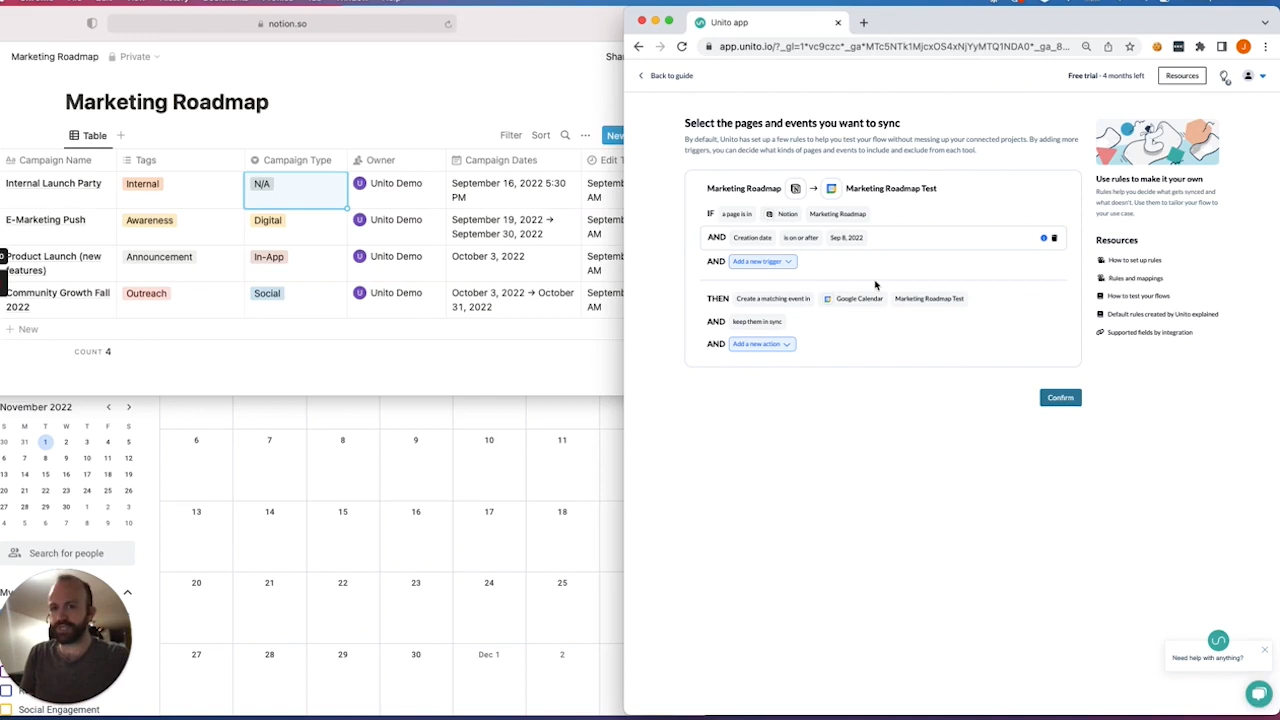 notion.so
Marketing Roadmap Private
Marketing Roadmap
Table
Filter Sort
New
Campaign Name Tags Campaign Type Owner Campaign Dates Edit T
Internal Launch Party Internal N/A Unito Demo September 16, 2022 5:30 PM
E-Marketing Push Awareness Digital Unito Demo September 19, 2022 → September 30, 2022
Product Launch (new features) Announcement In-App Unito Demo October 3, 2022
Community Growth Fall 2022 Outreach Social Unito Demo October 3, 2022 → October 31, 2022
New
COUNT 4
November 2022
S M T W T F S
30 31 1 2 3 4 5
6 7 8 9 10 11 12
13 14 15 16 17 18 19
20 21 22 23 24 25 26
27 28 29 30 1 2 3
4 5 6 7 8 9 10
Search for people
My
Social Engagement
6 7 8 9 10 11
13 14 15 16 17 18
20 21 22 23 24 25
27 28 29 30 Dec 1 2
Unito app
app.unito.io/?_gl=1*vc9czc*_ga*MTc5NTk1MjcxOS4xNjYyMTQ1NDA0*_ga_8...
Back to guide
Free trial - 4 months left Resources
Select the pages and events you want to sync
By default, Unito has set up a few rules to help you test your flow without messing up your connected projects. By adding more
triggers, you can decide what kinds of pages and events to include and exclude from each tool.
Marketing Roadmap → Marketing Roadmap Test
IF a page is in Notion Marketing Roadmap
AND Creation date is on or after Sep 8, 2022
AND Add a new trigger
THEN Create a matching event in Google Calendar Marketing Roadmap Test
AND keep them in sync
AND Add a new action
Confirm
Use rules to make it your own
Rules help you decide what gets synced and
what doesn't. Use them to tailor your flow to
your use case.
Resources
How to set up rules
Rules and mappings
How to test your flows
Default rules created by Unito explained
Supported fields by integration
Need help with anything?